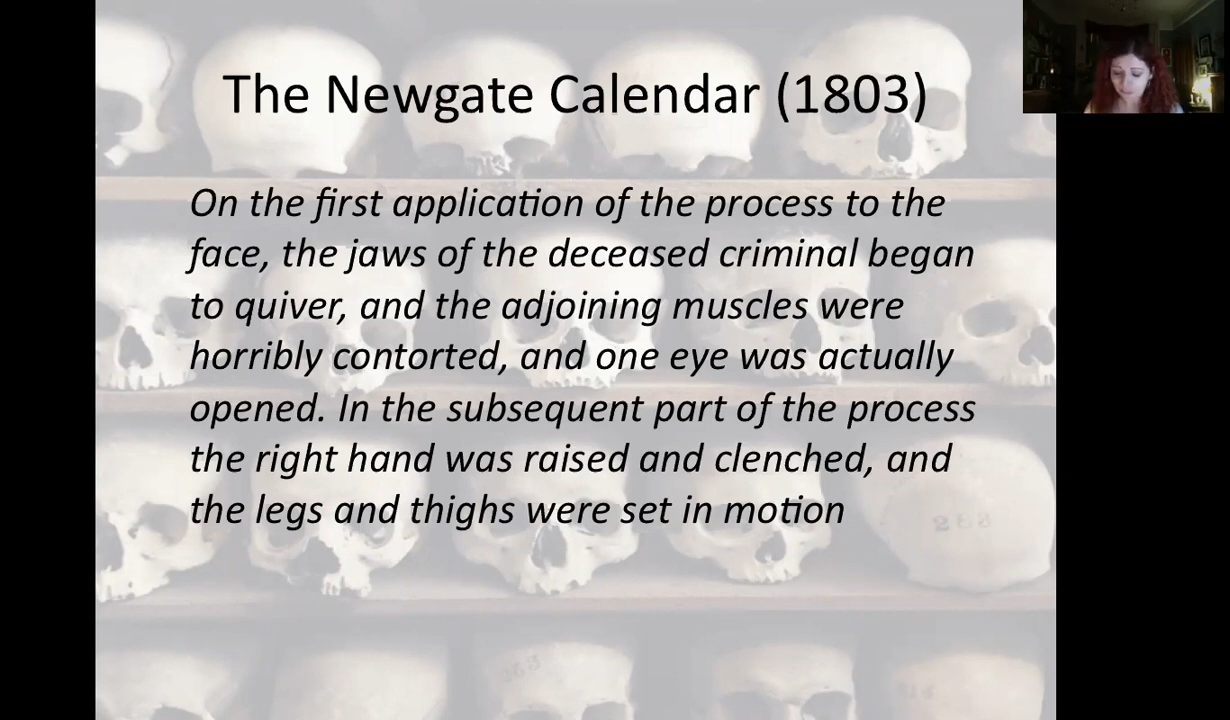 The Newgate Calendar (1803)
On the first application of the process to the
face, the jaws of the deceased criminal began
to quiver, and the adjoining muscles were
horribly contorted, and one eye was actually
opened. In the subsequent part of the process
the right hand was raised and clenched, and
the legs and thighs were set in motion